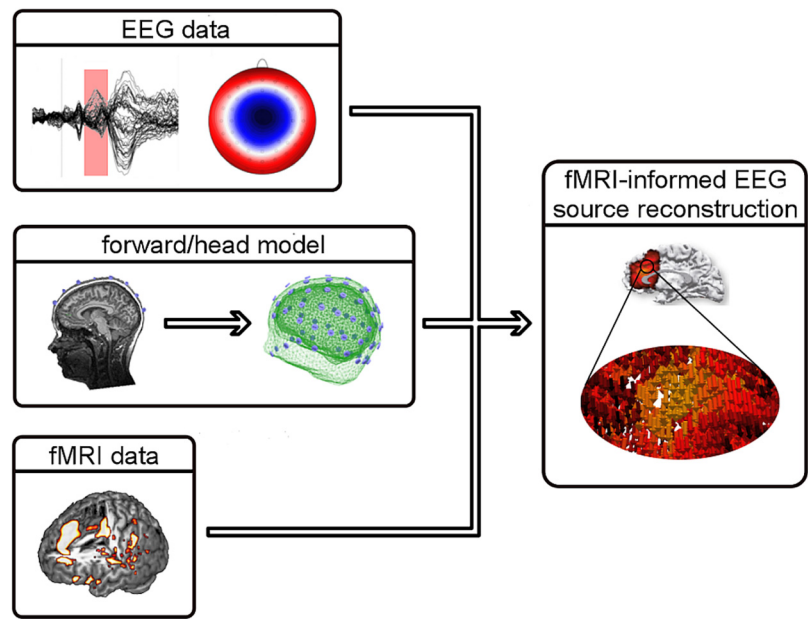 EEG data
forward/head model
fMRI data
fMRI-informed EEG
source reconstruction